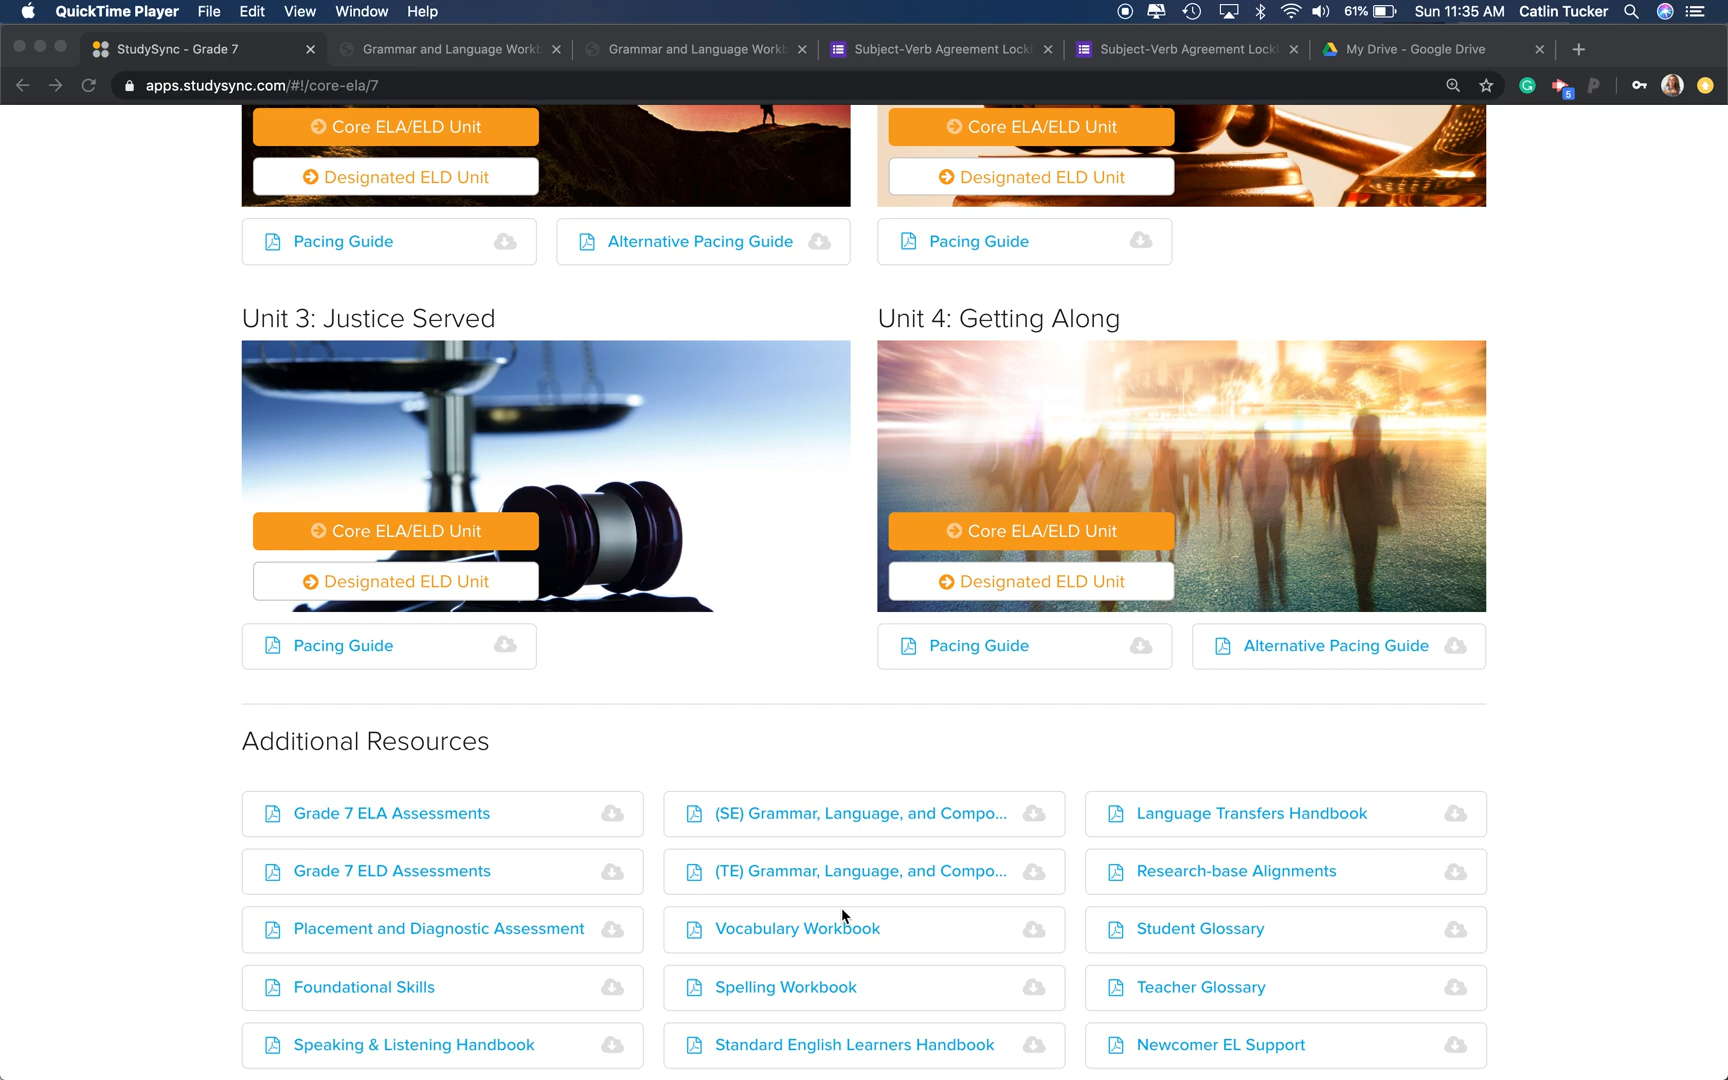 QuickTime Player File Edit View Window Help 61% Sun 11:35 AM Catlin Tucker
StudySync - Grade 7 Grammar and Language Workb Grammar and Language Workb Subject-Verb Agreement Lock Subject-Verb Agreement Lock My Drive - Google Drive
apps.studysync.com/#!/core-ela/7 5
Core ELA/ELD Unit Core ELA/ELD Unit
Designated ELD Unit Designated ELD Unit
Pacing Guide Alternative Pacing Guide Pacing Guide
Unit 3: Justice Served Unit 4: Getting Along
Core ELA/ELD Unit Core ELA/ELD Unit
Designated ELD Unit Designated ELD Unit
Pacing Guide Pacing Guide Alternative Pacing Guide
Additional Resources
Grade 7 ELA Assessments (SE) Grammar, Language, and Compo... Language Transfers Handbook
Grade 7 ELD Assessments (TE) Grammar, Language, and Compo... Research-base Alignments
Placement and Diagnostic Assessment Vocabulary Workbook Student Glossary
Foundational Skills Spelling Workbook Teacher Glossary
Speaking & Listening Handbook Standard English Learners Handbook Newcomer EL Support